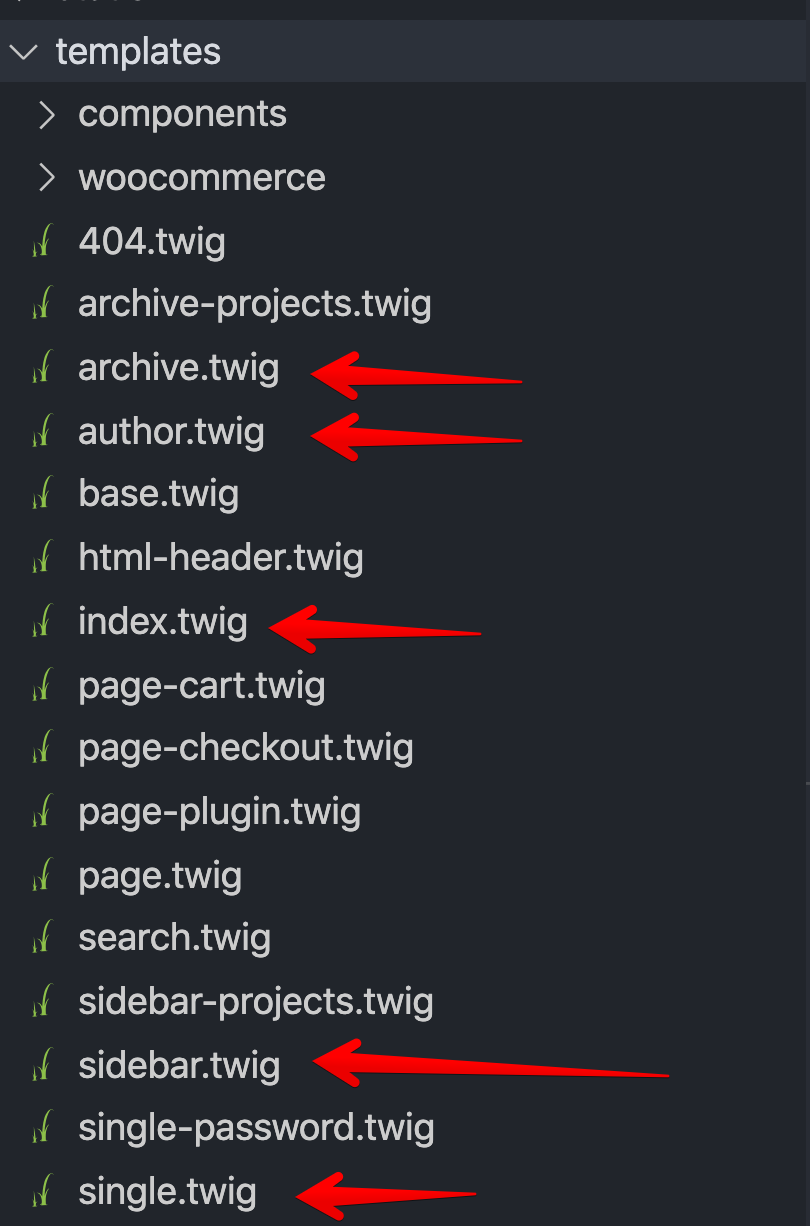 templates
components
woocommerce
404.twig
archive-projects.twig
archive.twig
author.twig
base.twig
html-header.twig
index.twig
page-cart.twig
page-checkout.twig
page-plugin.twig
page.twig
search.twig
sidebar-projects.twig
sidebar.twig
single-password.twig
single.twig